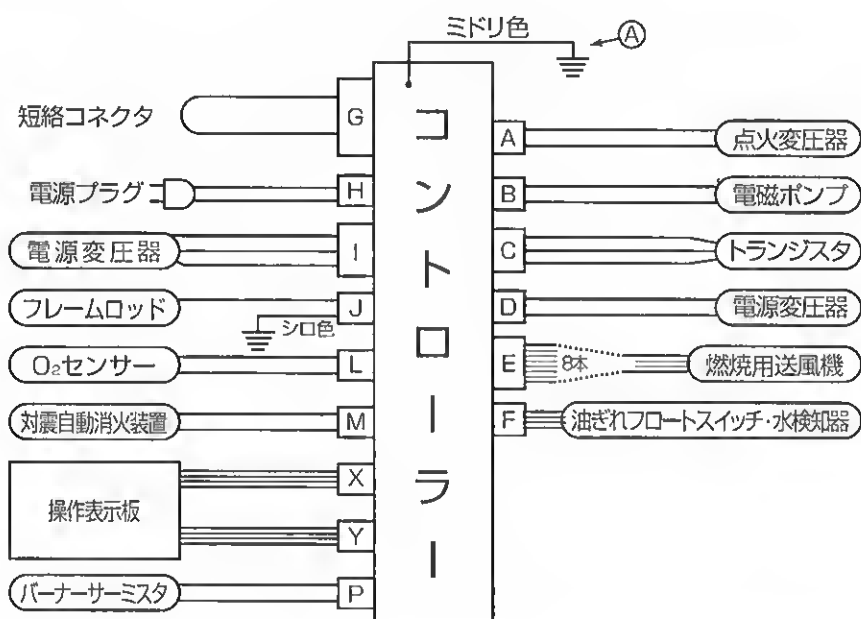 ミドリ色
A
短絡コネクタ
G
電源プラグ
H
電源変圧器
I
フレームロッド
J
シロ色
O₂センサー
L
対震自動消火装置
M
操作表示板
X
Y
バーナーサーミスタ
P
コントローラー
A
点火変圧器
B
電磁ポンプ
C
トランジスタ
D
電源変圧器
E
8本
燃焼用送風機
F
油ぎれフロートスイッチ・水検知器